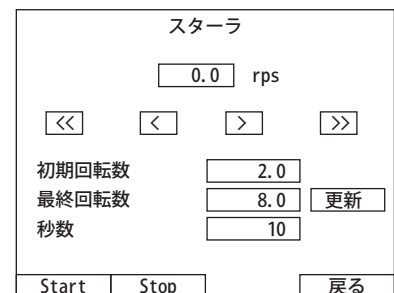 スターラ
0.0 rps
<< < > >>
初期回転数 2.0
最終回転数 8.0 更新
秒数 10
Start Stop 戻る